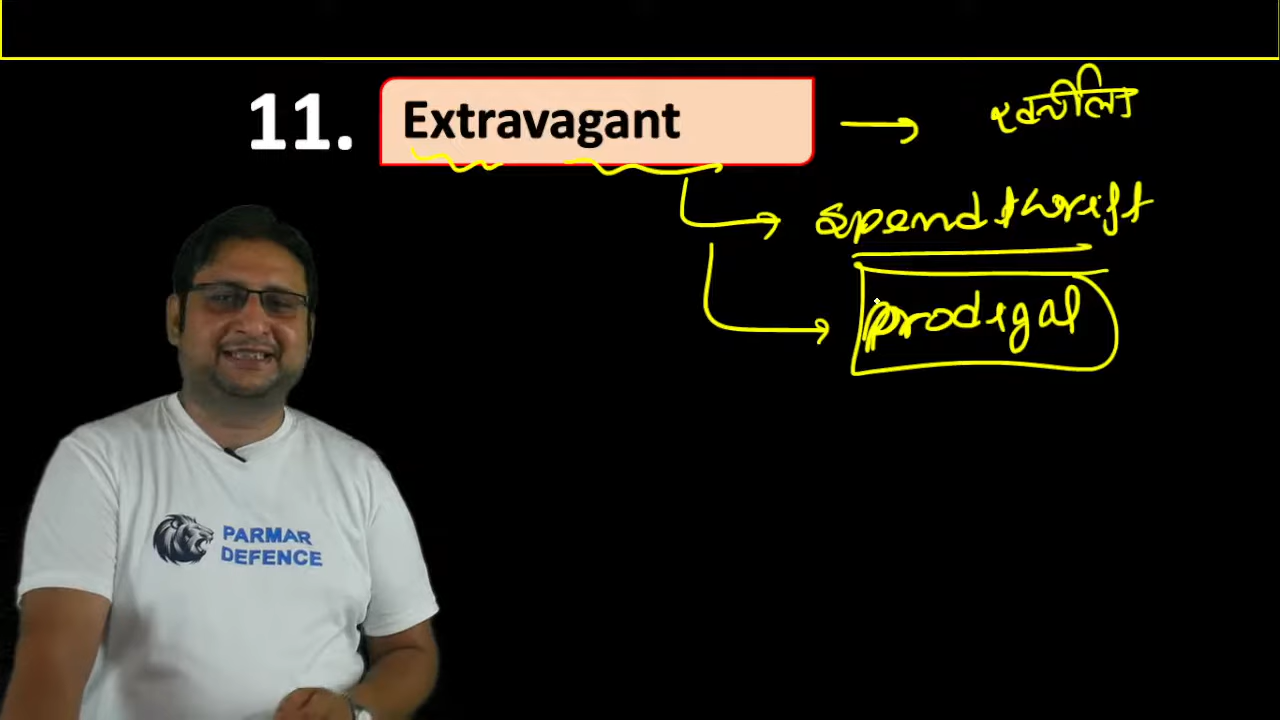 11. Extravagant → खर्चीला
spendthrift
prodigal
PARMAR
DEFENCE